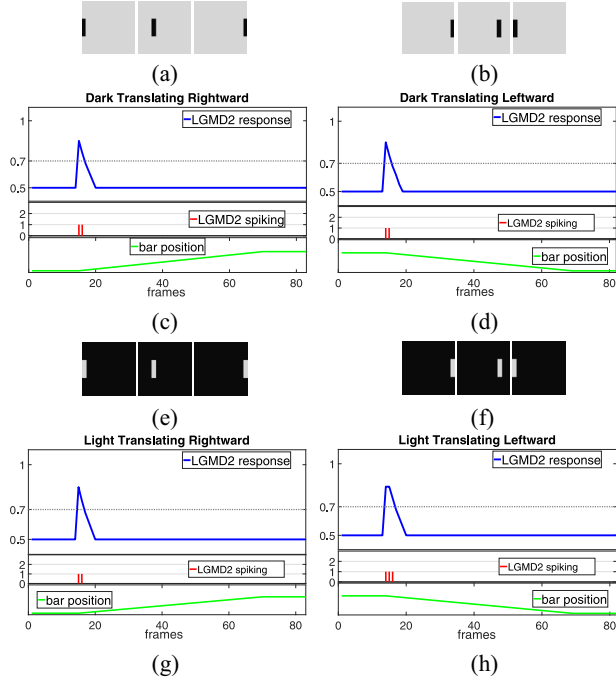 (a)
(b)
Dark Translating Rightward
1
LGMD2 response
0.7
0.5
2
1
0
LGMD2 spiking
bar position
0
20
40
60
80
frames
Dark Translating Leftward
1
LGMD2 response
0.7
0.5
2
1
0
LGMD2 spiking
bar position
0
20
40
60
80
frames
(c)
(d)
(e)
(f)
Light Translating Rightward
1
LGMD2 response
0.7
0.5
2
1
0
LGMD2 spiking
bar position
0
20
40
60
80
frames
Light Translating Leftward
1
LGMD2 response
0.7
0.5
2
1
0
LGMD2 spiking
bar position
0
20
40
60
80
frames
(g)
(h)